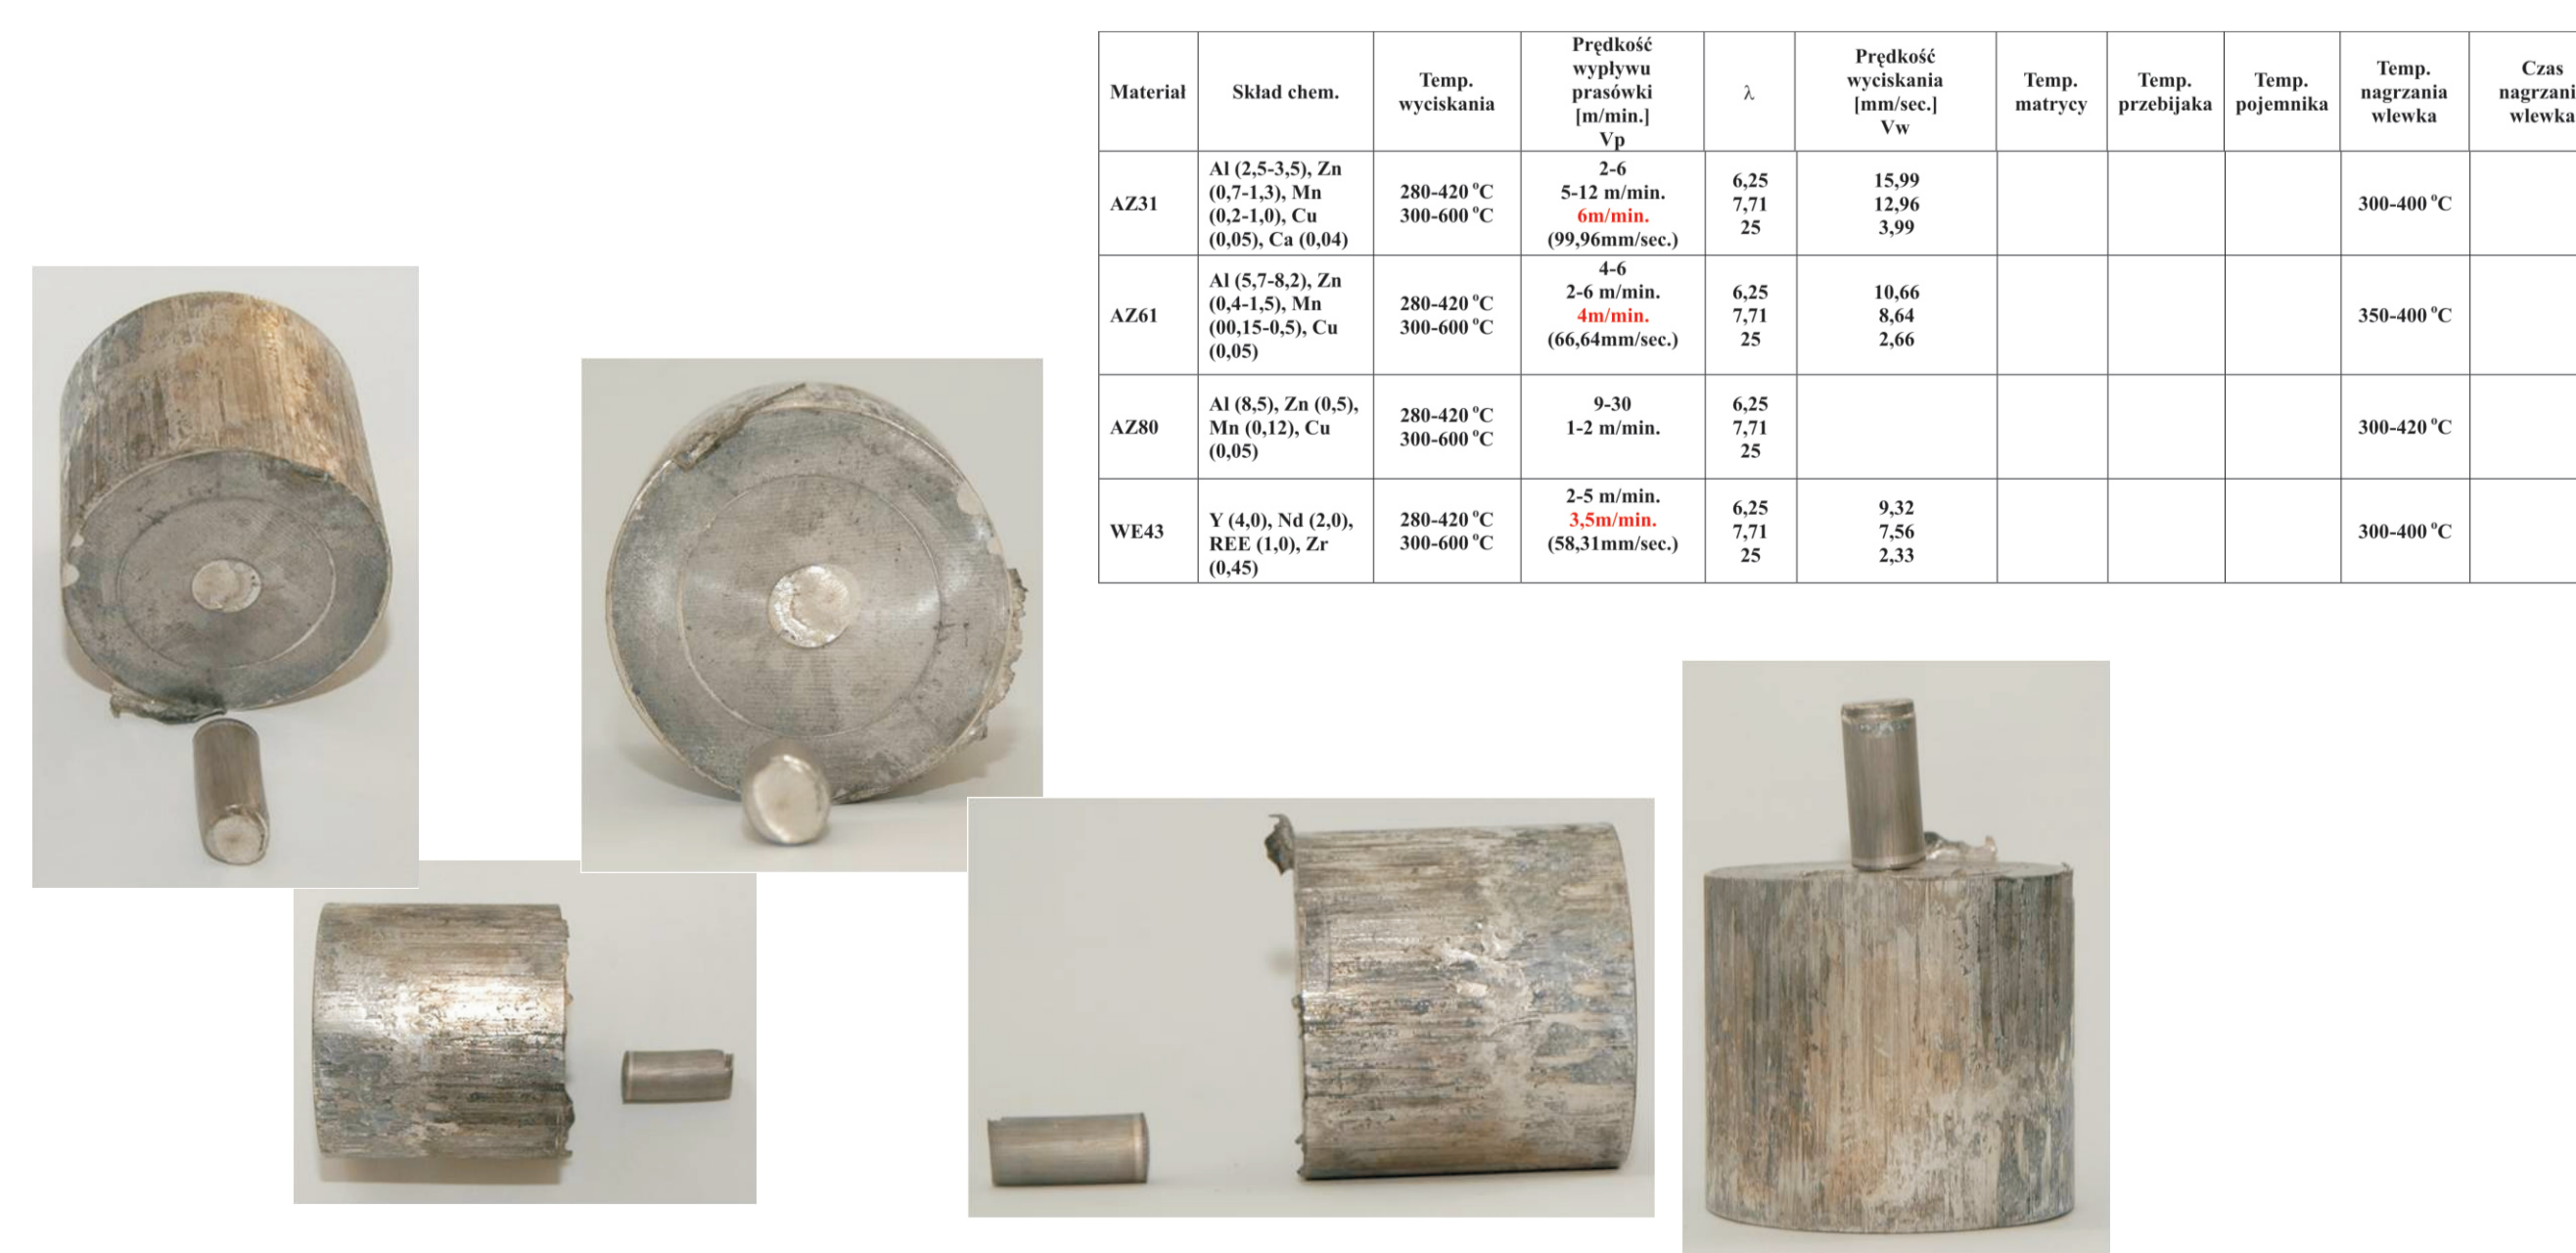 Materiał
Skład chem.
Temp.
wyciskania
Prędkość
wypływu
prasówki
[m/min.]
Vp
λ
Prędkość
wyciskania
[mm/sec.]
Vw
Temp.
matrycy
Temp.
przebijaka
Temp.
pojemnika
Temp.
nagrzania
wlewka
Czas
nagrzani
wlewka
AZ31
Al (2,5-3,5), Zn
(0,7-1,3), Mn
(0,2-1,0), Cu
(0,05), Ca (0,04)
280-420 °C
300-600 °C
2-6
5-12 m/min.
6m/min.
(99,96mm/sec.)
6,25
7,71
25
15,99
12,96
3,99
300-400 °C
AZ61
Al (5,7-8,2), Zn
(0,4-1,5), Mn
(00,15-0,5), Cu
(0,05)
280-420 °C
300-600 °C
4-6
2-6 m/min.
4m/min.
(66,64mm/sec.)
6,25
7,71
25
10,66
8,64
2,66
350-400 °C
AZ80
Al (8,5), Zn (0,5),
Mn (0,12), Cu
(0,05)
280-420 °C
300-600 °C
9-30
1-2 m/min.
6,25
7,71
25
300-420 °C
WE43
Y (4,0), Nd (2,0),
REE (1,0), Zr
(0,45)
280-420 °C
300-600 °C
2-5 m/min.
3,5m/min.
(58,31mm/sec.)
6,25
7,71
25
9,32
7,56
2,33
300-400 °C